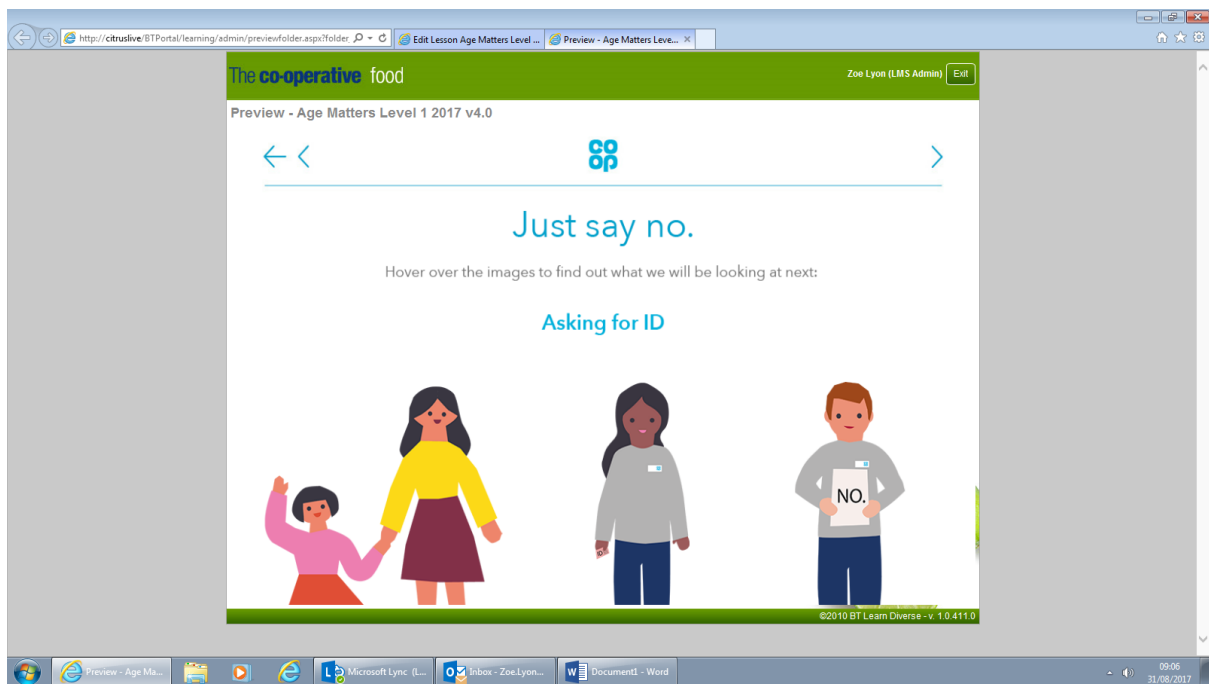 http://citruslive/BTPortal/learning/admin/previewfolder.aspx?folder
Edit Lesson Age Matters Level ...
Preview - Age Matters Leve...
The co-operative food
Zoe Lyon (LMS Admin)
Exit
Preview - Age Matters Level 1 2017 v4.0
co
op
Just say no.
Hover over the images to find out what we will be looking at next:
Asking for ID
ID
NO.
©2010 BT Learn Diverse - v. 1.0.411.0
Preview - Age Ma...
Microsoft Lync (L...
Inbox - Zoe.Lyon...
Document1 - Word
09:06
31/08/2017